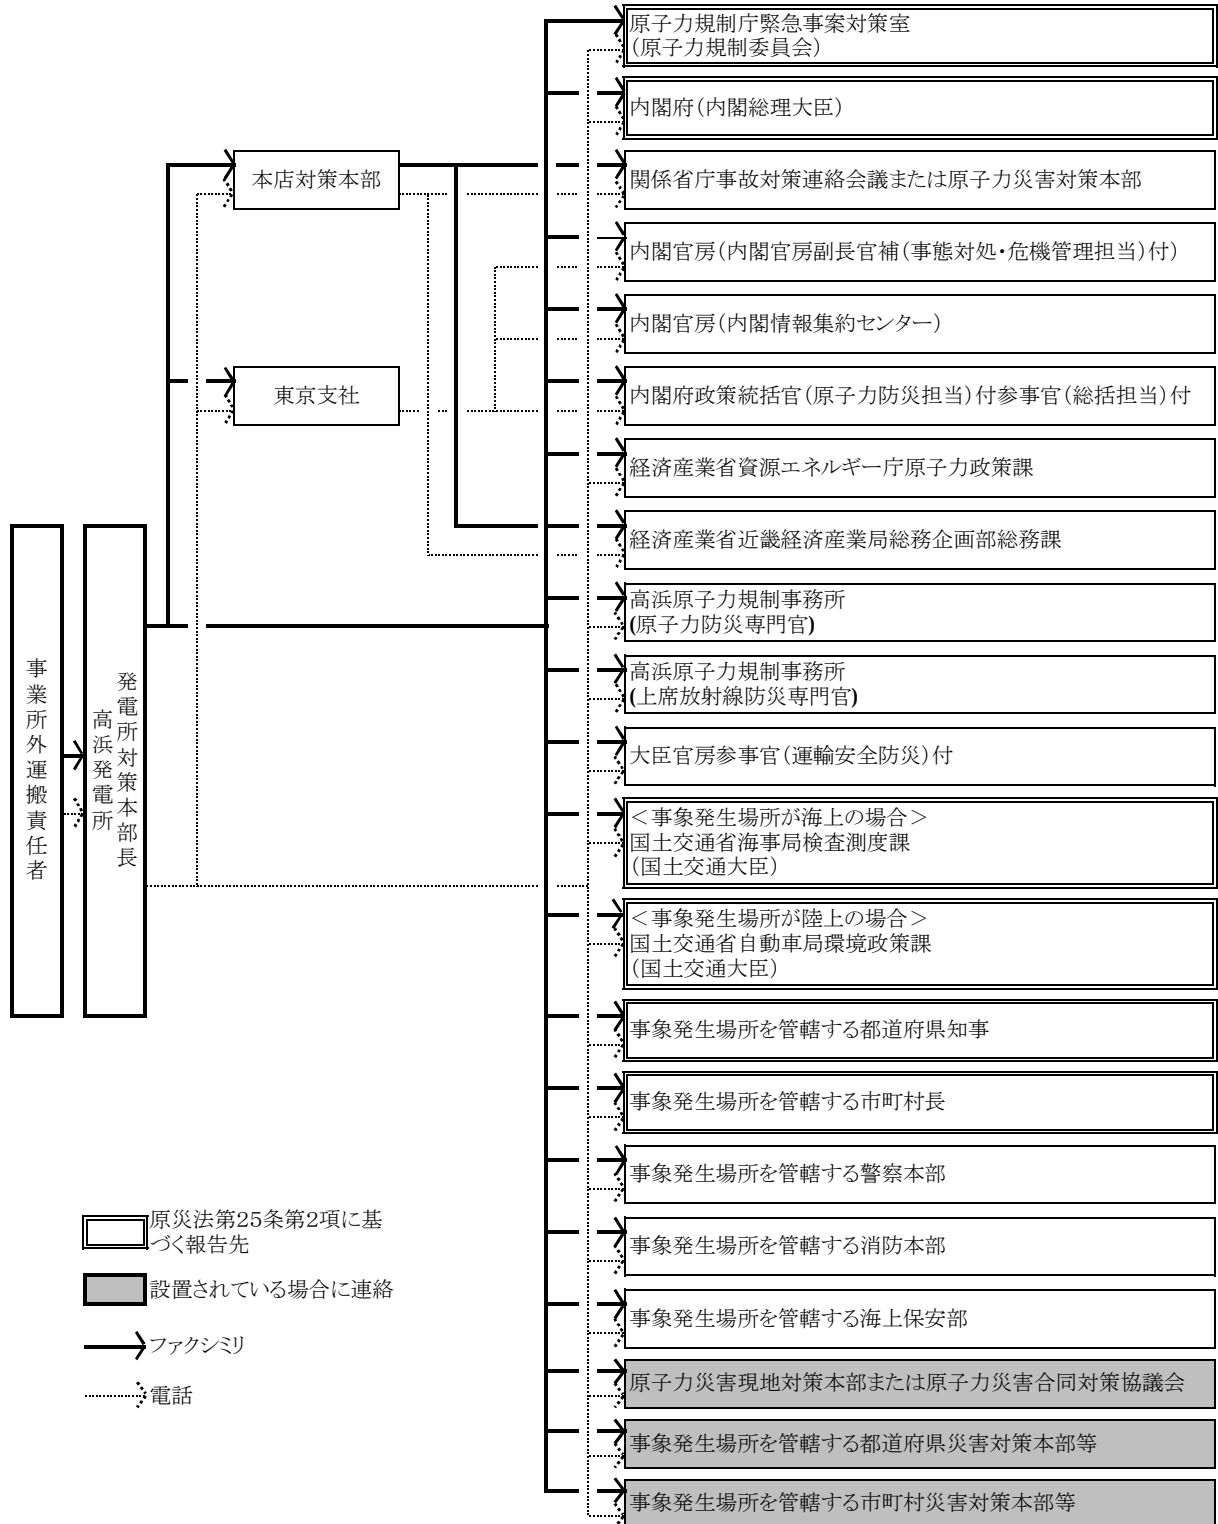 原子力規制庁緊急事案対策室
(原子力規制委員会)
内閣府(内閣総理大臣)
本店対策本部
関係省庁事故対策連絡会議または原子力災害対策本部
内閣官房(内閣官房副長官補(事態対処・危機管理担当)付)
内閣官房(内閣情報集約センター)
東京支社
内閣府政策統括官(原子力防災担当)付参事官(総括担当)付
経済産業省資源エネルギー庁原子力政策課
経済産業省近畿経済産業局総務企画部総務課
高浜原子力規制事務所
(原子力防災専門官)
高浜原子力規制事務所
(上席放射線防災専門官)
事業所外運搬責任者
発電所対策本部長
高浜発電所
大臣官房参事官(運輸安全防災)付
<事象発生場所が海上の場合>
国土交通省海事局検査測度課
(国土交通大臣)
<事象発生場所が陸上の場合>
国土交通省自動車局環境政策課
(国土交通大臣)
事象発生場所を管轄する都道府県知事
事象発生場所を管轄する市町村長
事象発生場所を管轄する警察本部
事象発生場所を管轄する消防本部
事象発生場所を管轄する海上保安部
原子力災害現地対策本部または原子力災害合同対策協議会
事象発生場所を管轄する都道府県災害対策本部等
事象発生場所を管轄する市町村災害対策本部等
原災法第25条第2項に基
づく報告先
設置されている場合に連絡
ファクシミリ
電話